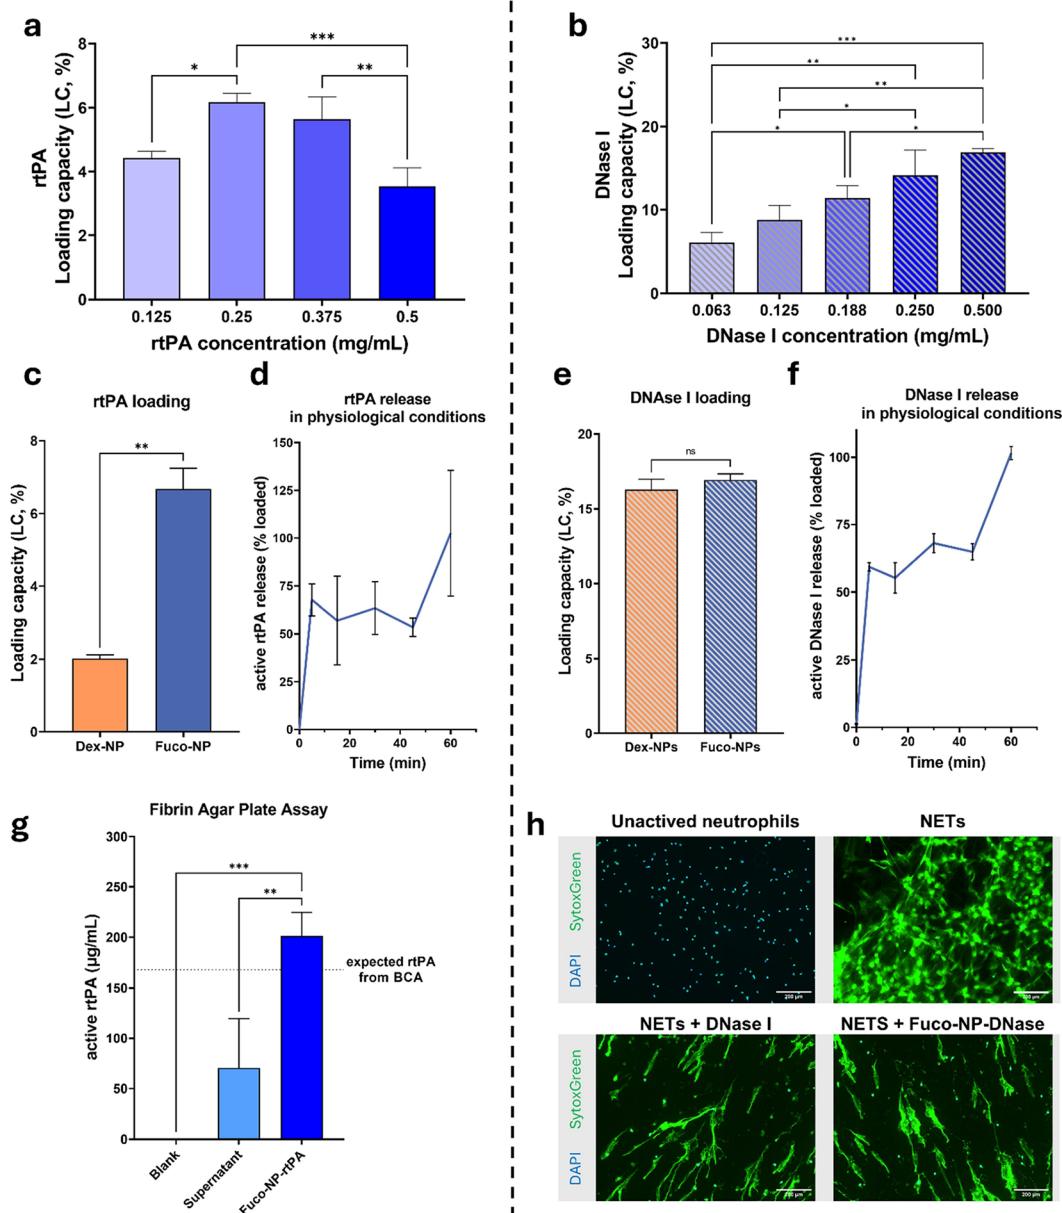 a
8
6
4
2
0
rtPA
Loading capacity (LC, %)
*
***
**
0.125 0.25 0.375 0.5
rtPA concentration (mg/mL)
b
30
20
10
0
DNase I
Loading capacity (LC, %)
***
**
**
*
* *
0.063 0.125 0.188 0.250 0.500
DNase I concentration (mg/mL)
c
rtPA loading
8
6
4
2
0
Loading capacity (LC, %)
**
Dex-NP Fuco-NP
d
rtPA release
in physiological conditions
150
125
100
75
50
25
0
active rtPA release (% loaded)
0 20 40 60
Time (min)
e
DNAse I loading
20
15
10
5
0
Loading capacity (LC, %)
ns
Dex-NPs Fuco-NPs
f
DNase I release
in physiological conditions
100
75
50
25
0
active DNase I release (% loaded)
0 20 40 60
Time (min)
g
Fibrin Agar Plate Assay
300
250
200
150
100
50
0
active rtPA (µg/mL)
***
**
expected rtPA
from BCA
Blank
Supernatant
Fuco-NP-rtPA
h
Unactived neutrophils
NETs
DAPI SytoxGreen
200 µm
200 µm
NETs + DNase I
NETS + Fuco-NP-DNase
DAPI SytoxGreen
200 µm
200 µm